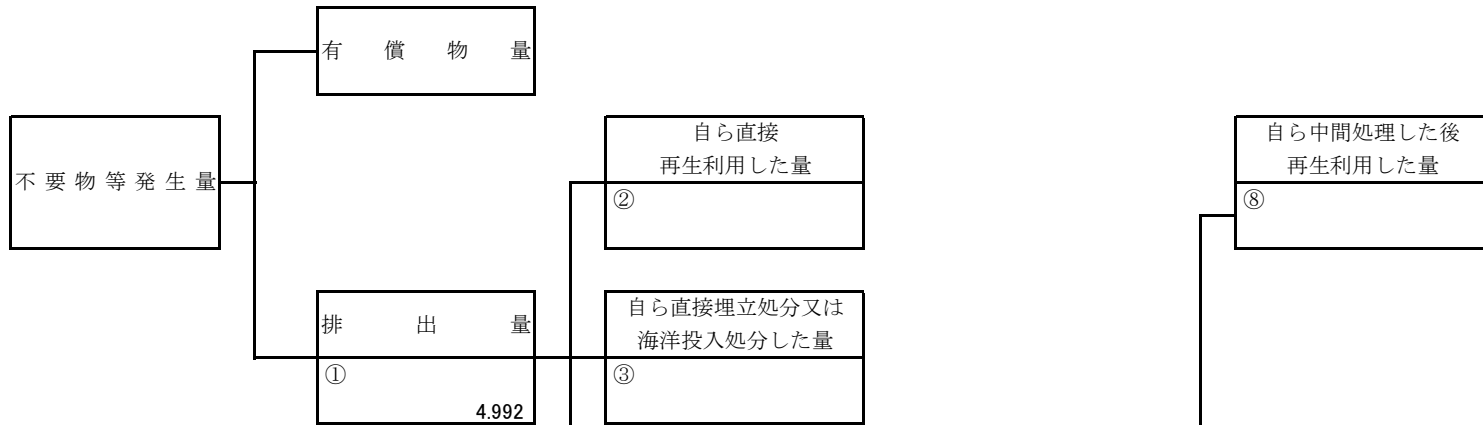 有償物量
不要物等発生量
自ら直接
再生利用した量
②
自ら中間処理した後
再生利用した量
⑧
排出量
①
4.992
自ら直接埋立処分又は
海洋投入処分した量
③